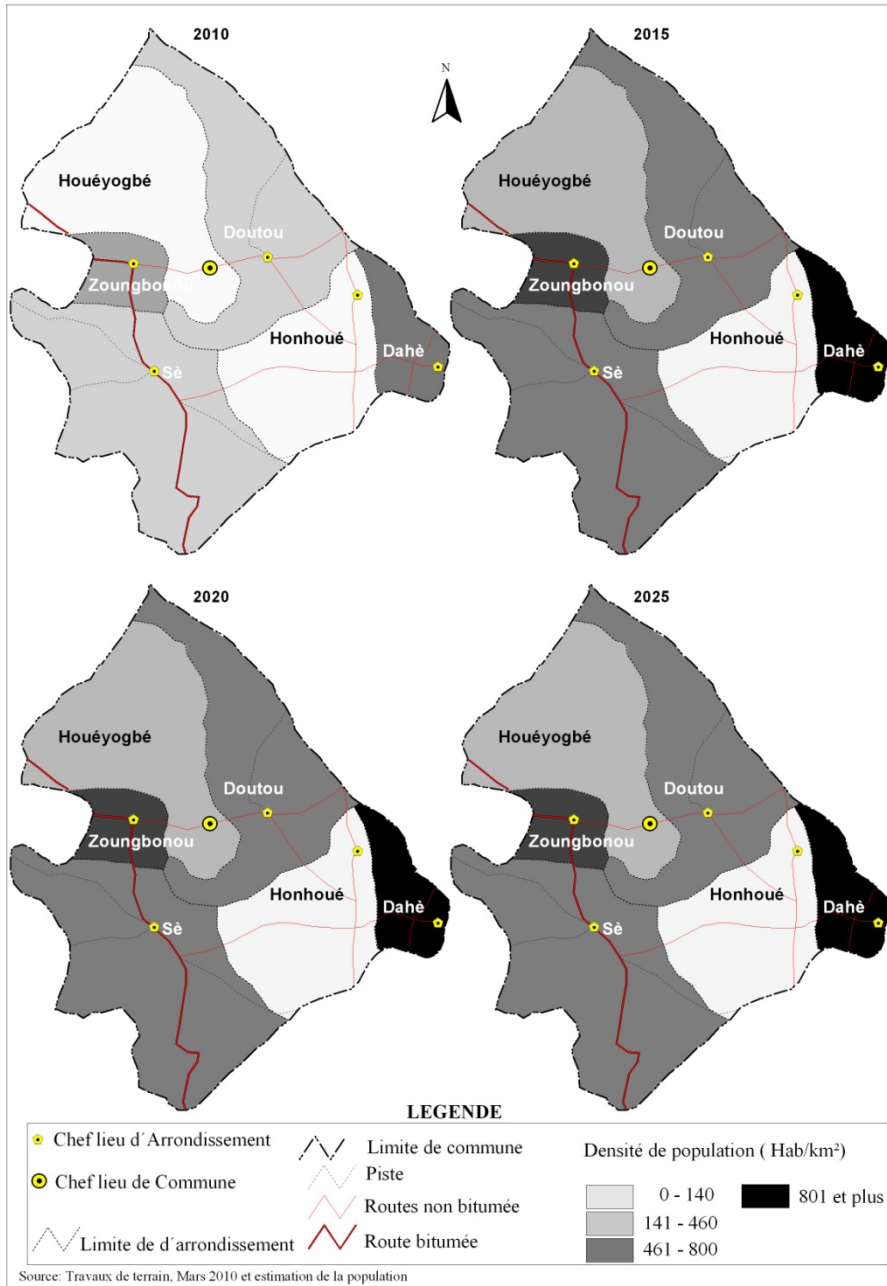 2010
2015
N
Houéyogbé
Doutou
Zoungbonou
Honhoué
Dahè
Sè
Houéyogbé
Doutou
Zoungbonou
Honhoué
Dahè
Sè
2020
2025
Houéyogbé
Doutou
Zoungbonou
Honhoué
Dahè
Sè
Houéyogbé
Doutou
Zoungbonou
Honhoué
Dahè
Sè
LEGENDE
Chef lieu d´Arrondissement
Chef lieu de Commune
Limite de d´arrondissement
Limite de commune
Piste
Routes non bitumée
Route bitumée
Densité de population ( Hab/km²)
0 - 140
141 - 460
461 - 800
801 et plus
Source: Travaux de terrain, Mars 2010 et estimation de la population